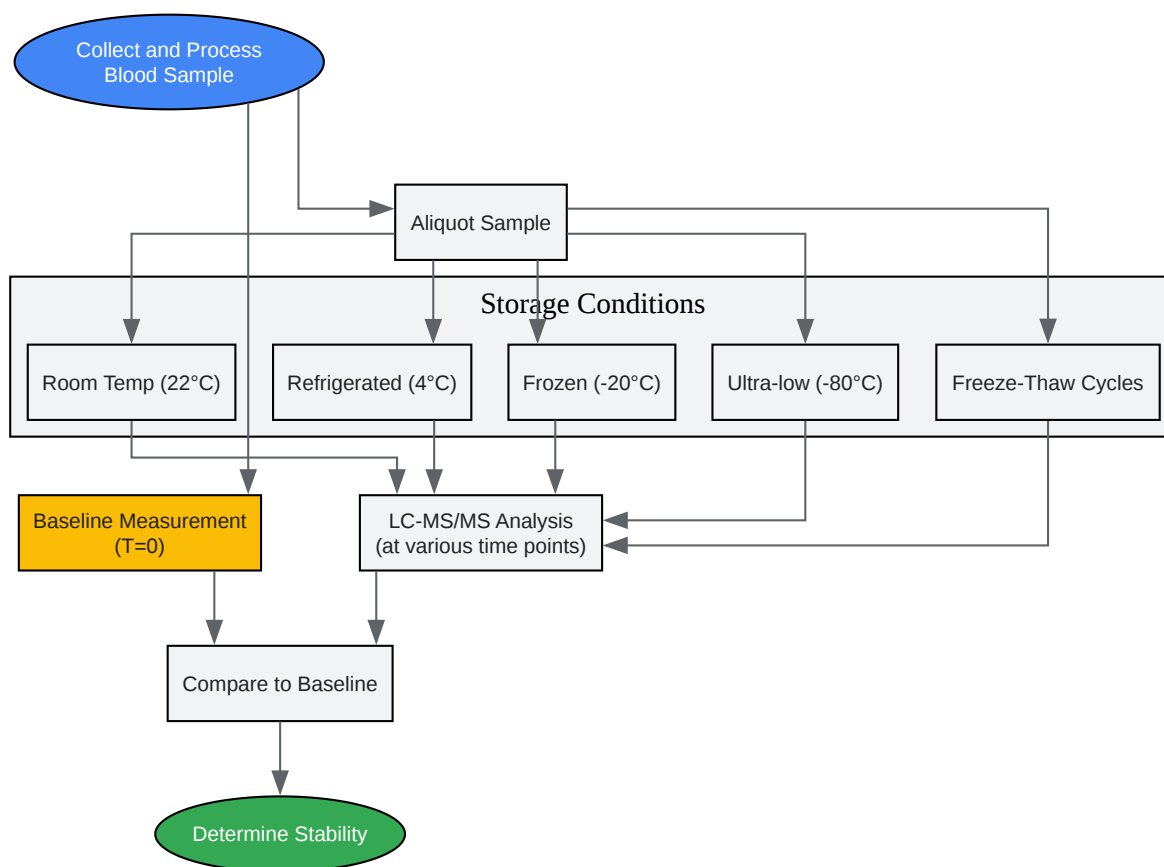 Collect and Process
Blood Sample
Aliquot Sample
Storage Conditions
Room Temp (22°C)
Refrigerated (4°C)
Frozen (-20°C)
Ultra-low (-80°C)
Freeze-Thaw Cycles
Baseline Measurement
(T=0)
LC-MS/MS Analysis
(at various time points)
Compare to Baseline
Determine Stability